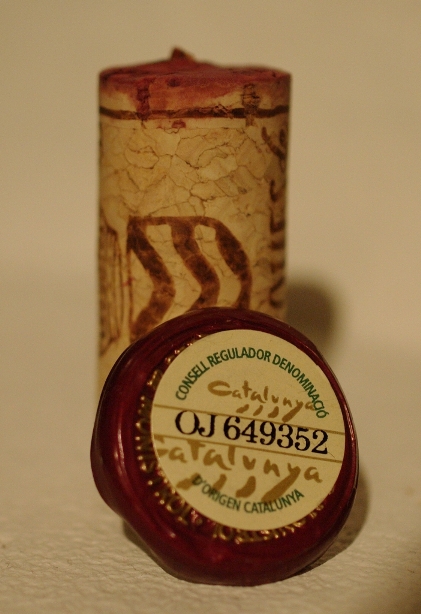 CONSELL REGULADOR DENOMINACIÓ
Catalunya
OJ 649352
Catalunya
D'ORIGEN CATALUNYA